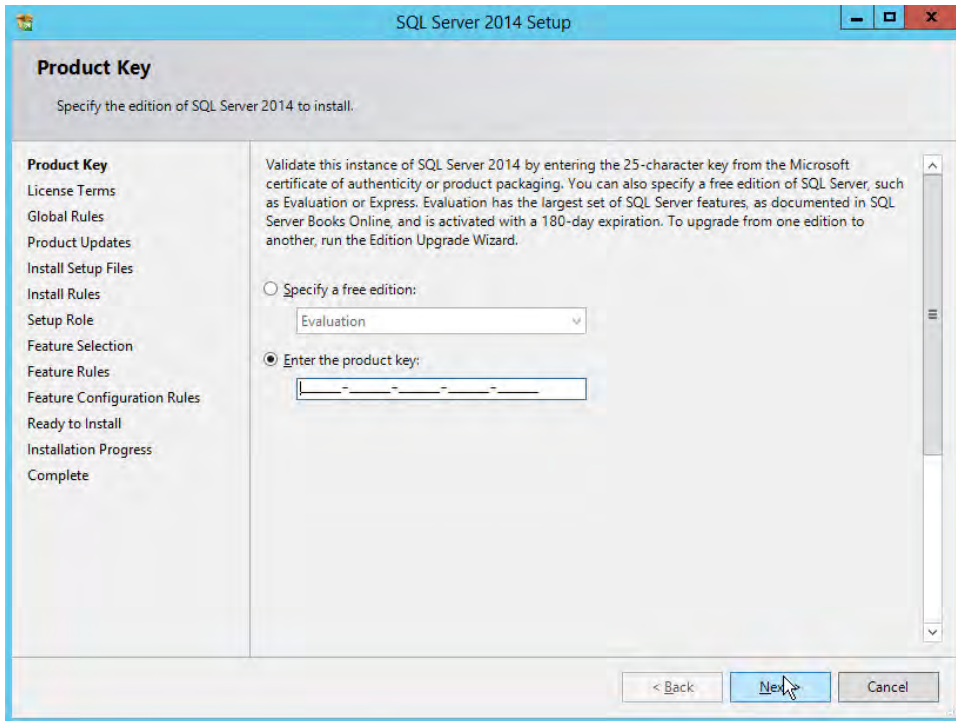 SQL Server 2014 Setup
Product Key
Specify the edition of SQL Server 2014 to install.
Product Key
License Terms
Global Rules
Product Updates
Install Setup Files
Install Rules
Setup Role
Feature Selection
Feature Rules
Feature Configuration Rules
Ready to Install
Installation Progress
Complete
Validate this instance of SQL Server 2014 by entering the 25-character key from the Microsoft
certificate of authenticity or product packaging. You can also specify a free edition of SQL Server, such
as Evaluation or Express. Evaluation has the largest set of SQL Server features, as documented in SQL
Server Books Online, and is activated with a 180-day expiration. To upgrade from one edition to
another, run the Edition Upgrade Wizard.
Specify a free edition:
Evaluation
Enter the product key:
_____-_____-_____-_____-_____
< Back
Next >
Cancel